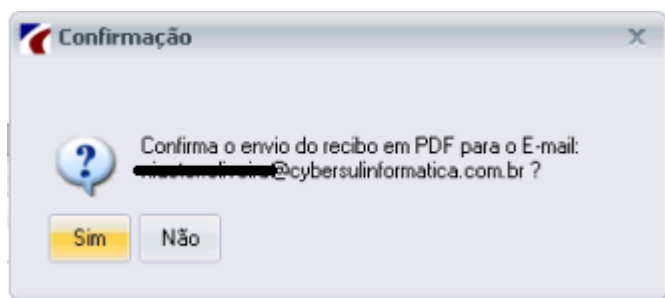 Confirmação
Confirma o envio do recibo em PDF para o E-mail:
@cybersulinformatica.com.br ?
Sim Não